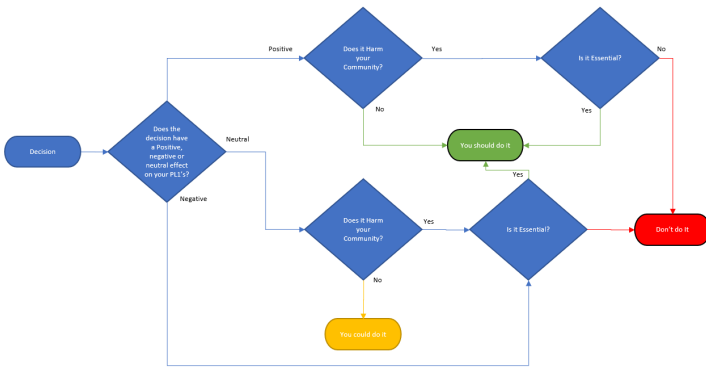 Positive
Does it Harm
your
Community?
Yes
Is it Essential?
No
No
Yes
Decision
Does the
decision have
a Positive,
negative or
neutral effect
on your PL1's?
Neutral
You should do it
Yes
Negative
Does it Harm
your
Community?
Yes
Is It Essential?
Don't do It
No
You could do it